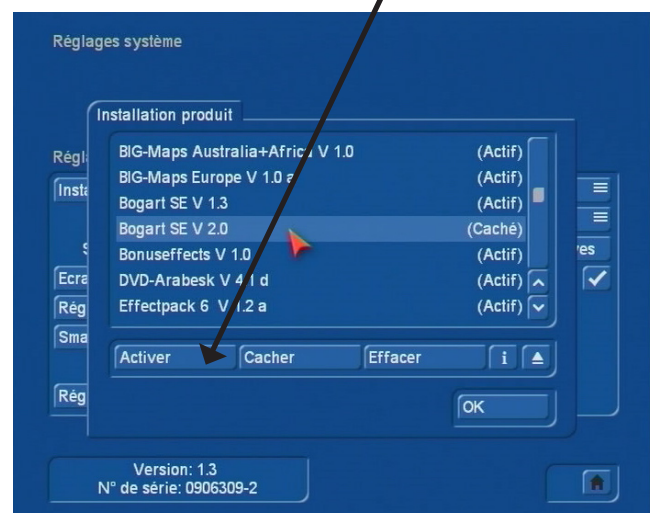 Réglages système
Installation produit
BIG-Maps Australia+Africa V 1.0 (Actif)
BIG-Maps Europe V 1.0 a (Actif)
Bogart SE V 1.3 (Actif)
Bogart SE V 2.0 (Caché)
Bonuseffects V 1.0 (Actif)
DVD-Arabesk V 4.1 d (Actif)
Effectpack 6 V 1.2 a (Actif)
Activer Cacher Effacer i
OK
Régl
Insta
es
Ecra
Rég
Sma
Rég
Version: 1.3
N° de série: 0906309-2